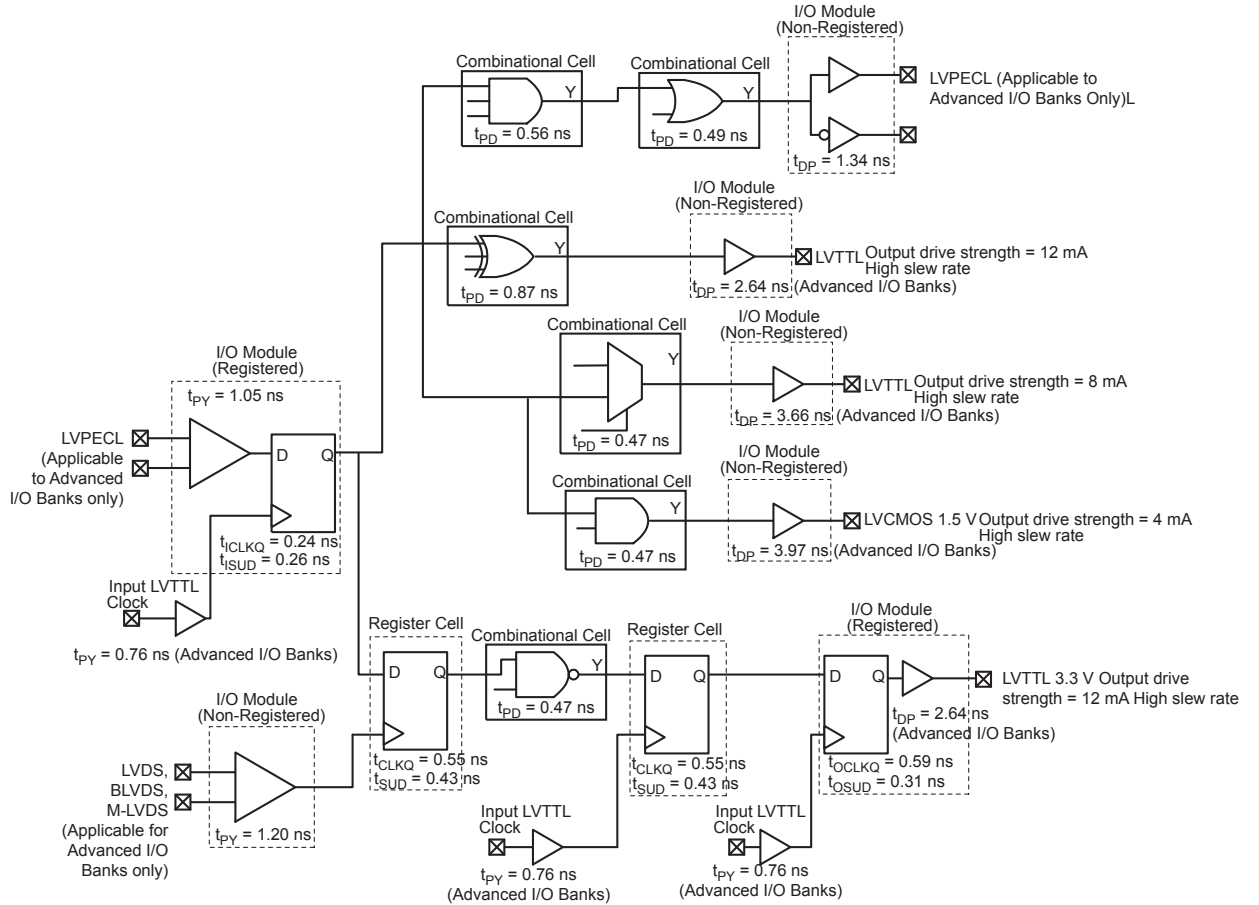 I/O Module
(Non-Registered)
Combinational Cell
Y
tPD = 0.56 ns
Combinational Cell
Y
tPD = 0.49 ns
tDP = 1.34 ns
LVPECL (Applicable to
Advanced I/O Banks Only)L
I/O Module
(Non-Registered)
Combinational Cell
Y
tPD = 0.87 ns
tDP = 2.64 ns (Advanced I/O Banks)
LVTTL Output drive strength = 12 mA
High slew rate
Combinational Cell
Y
tPD = 0.47 ns
I/O Module
(Non-Registered)
tDP = 3.66 ns (Advanced I/O Banks)
LVTTL Output drive strength = 8 mA
High slew rate
I/O Module
(Registered)
tPY = 1.05 ns
LVPECL
(Applicable
to Advanced
I/O Banks only)
D
Q
tICLKQ = 0.24 ns
tISUD = 0.26 ns
Input LVTTL
Clock
tPY = 0.76 ns (Advanced I/O Banks)
Combinational Cell
Y
tPD = 0.47 ns
I/O Module
(Non-Registered)
tDP = 3.97 ns (Advanced I/O Banks)
LVCMOS 1.5 V Output drive strength = 4 mA
High slew rate
I/O Module
(Non-Registered)
LVDS,
BLVDS,
M-LVDS
(Applicable for
Advanced I/O
Banks only)
tPY = 1.20 ns
Register Cell
D
Q
tCLKQ = 0.55 ns
tSUD = 0.43 ns
Combinational Cell
Y
tPD = 0.47 ns
Register Cell
D
Q
tCLKQ = 0.55 ns
tSUD = 0.43 ns
Input LVTTL
Clock
tPY = 0.76 ns
(Advanced I/O Banks)
I/O Module
(Registered)
D
Q
tDP = 2.64 ns
(Advanced I/O Banks)
tOCLKQ = 0.59 ns
tOSUD = 0.31 ns
LVTTL 3.3 V Output drive
strength = 12 mA High slew rate
Input LVTTL
Clock
tPY = 0.76 ns
(Advanced I/O Banks)